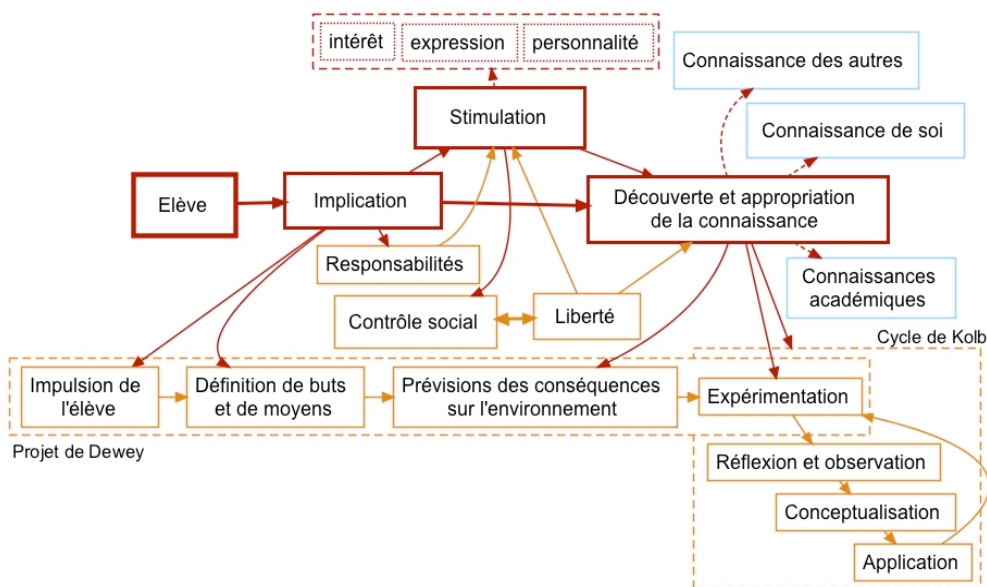 intérêt
expression
personnalité
Connaissance des autres
Stimulation
Connaissance de soi
Elève
Implication
Découverte et appropriation
de la connaissance
Responsabilités
Connaissances
académiques
Contrôle social
Liberté
Cycle de Kolb
Impulsion de
l'élève
Définition de buts
et de moyens
Prévisions des conséquences
sur l'environnement
Expérimentation
Projet de Dewey
Réflexion et observation
Conceptualisation
Application